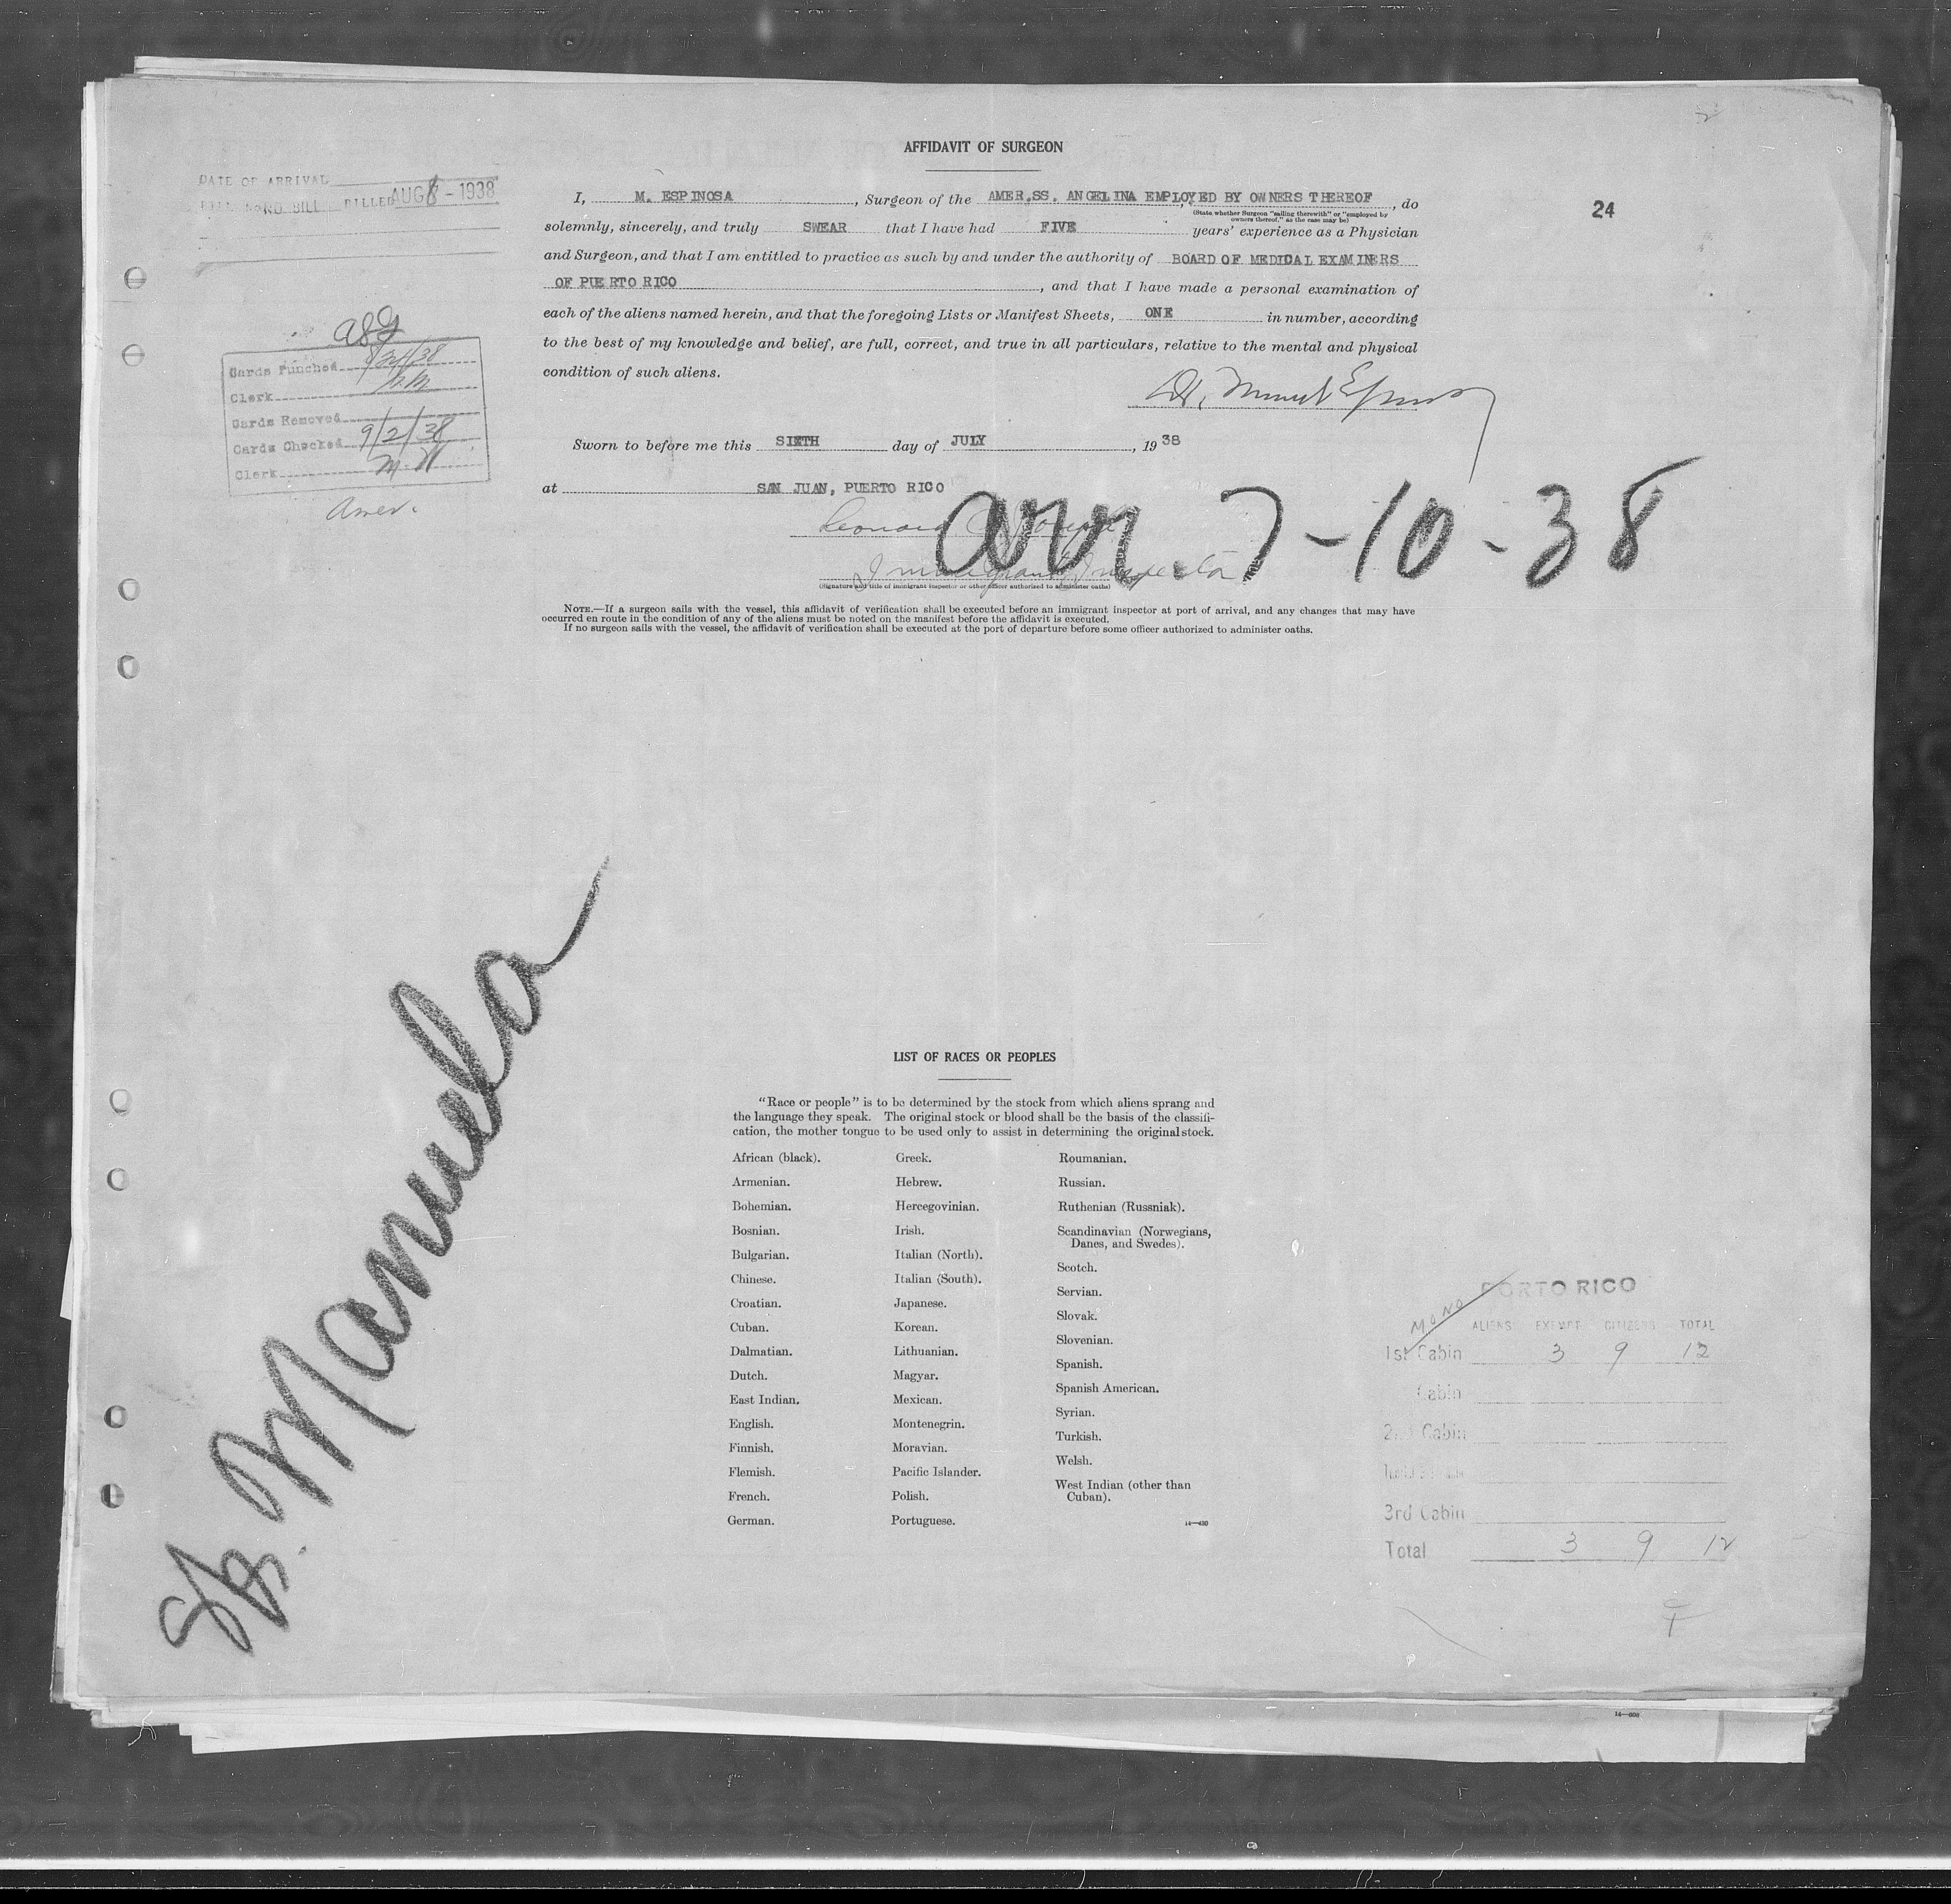 AFFIDAVIT OF SURGEON
DATE OF ARRIVAL
AUG 8 - 1938
24
I, M. ESPINOSA, Surgeon of the AMER.SS. ANGELINA EMPLOYED BY OWNERS THEREOF, do
(State whether Surgeon "sailing therewith" or "employed by
owners thereof," as the case may be)
solemnly, sincerely, and truly SWEAR that I have had FIVE years' experience as a Physician
and Surgeon, and that I am entitled to practice as such by and under the authority of BOARD OF MEDICAL EXAMINERS
OF PUERTO RICO, and that I have made a personal examination of
each of the aliens named herein, and that the foregoing Lists or Manifest Sheets, ONE in number, according
to the best of my knowledge and belief, are full, correct, and true in all particulars, relative to the mental and physical
condition of such aliens.
Cards Punched
Clerk
Cards Removed
Cards Checked 9/2/38
Clerk M.W
Amer.
Sworn to before me this SIXTH day of JULY, 1938
at SAN JUAN, PUERTO RICO
arr. 7-10-38
Immigrant Inspector
(Signature and title of immigrant inspector or other officer authorized to administer oaths)
NOTE.—If a surgeon sails with the vessel, this affidavit of verification shall be executed before an immigrant inspector at port of arrival, and any changes that may have
occurred en route in the condition of any of the aliens must be noted on the manifest before the affidavit is executed.
If no surgeon sails with the vessel, the affidavit of verification shall be executed at the port of departure before some officer authorized to administer oaths.
SS. Manuela
LIST OF RACES OR PEOPLES
"Race or people" is to be determined by the stock from which aliens sprang and
the language they speak. The original stock or blood shall be the basis of the classifi-
cation, the mother tongue to be used only to assist in determining the original stock.
African (black).
Armenian.
Bohemian.
Bosnian.
Bulgarian.
Chinese.
Croatian.
Cuban.
Dalmatian.
Dutch.
East Indian.
English.
Finnish.
Flemish.
French.
German.
Greek.
Hebrew.
Hercegovinian.
Irish.
Italian (North).
Italian (South).
Japanese.
Korean.
Lithuanian.
Magyar.
Mexican.
Montenegrin.
Moravian.
Pacific Islander.
Polish.
Portuguese.
Roumanian.
Russian.
Ruthenian (Russniak).
Scandinavian (Norwegians,
Danes, and Swedes).
Scotch.
Servian.
Slovak.
Slovenian.
Spanish.
Spanish American.
Syrian.
Turkish.
Welsh.
West Indian (other than
Cuban).
14—430
PORTO RICO
ALIENS EXEMPT CITIZENS TOTAL
1st Cabin 3 9 12
Cabin
2nd Cabin
3rd Cabin
Total 3 9 12